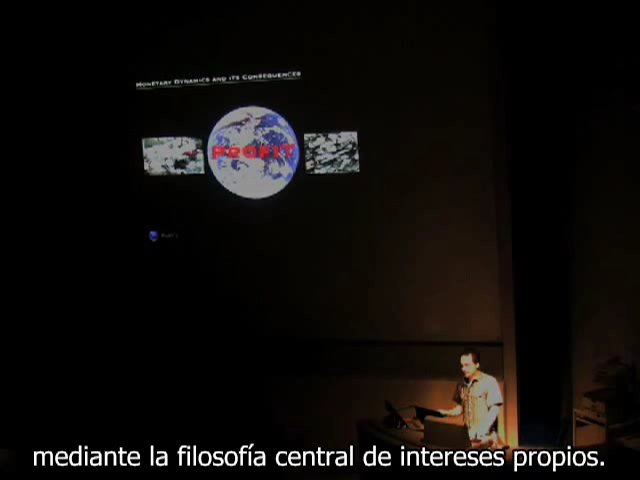 Monetary Dynamics and its Consequences
PROFIT
mediante la filosofía central de intereses propios.